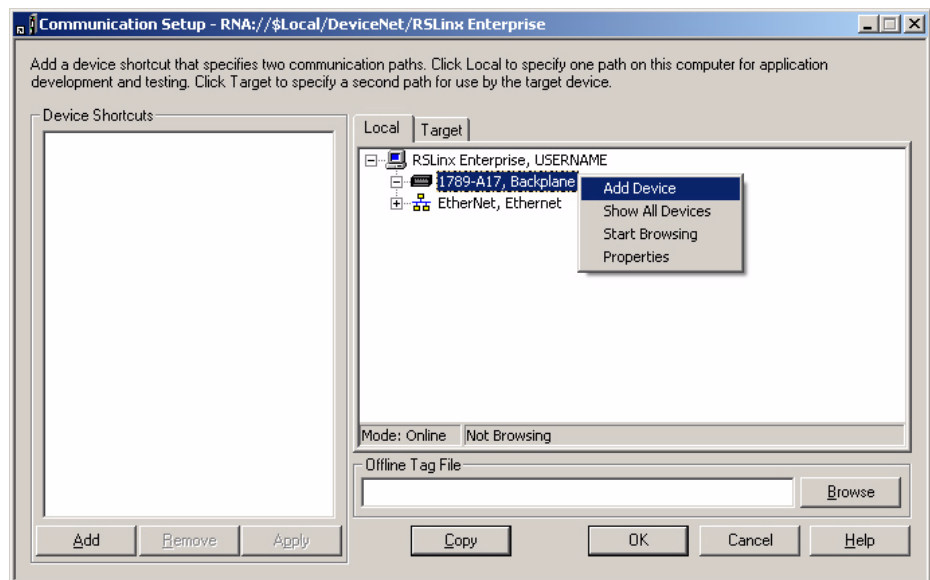 Communication Setup - RNA://$Local/DeviceNet/RSLinx Enterprise
Add a device shortcut that specifies two communication paths. Click Local to specify one path on this computer for application
development and testing. Click Target to specify a second path for use by the target device.
Device Shortcuts
Local Target
RSLinx Enterprise, USERNAME
1789-A17, Backplane
EtherNet, Ethernet
Add Device
Show All Devices
Start Browsing
Properties
Mode: Online Not Browsing
Offline Tag File
Browse
Add Remove Apply Copy OK Cancel Help